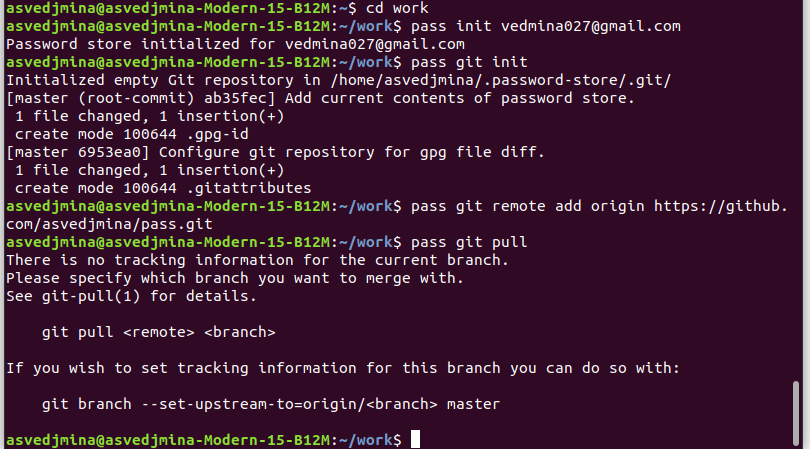 asvedjmina@asvedjmina-Modern-15-B12M:~$ cd work
asvedjmina@asvedjmina-Modern-15-B12M:~/work$ pass init vedmina027@gmail.com
Password store initialized for vedmina027@gmail.com
asvedjmina@asvedjmina-Modern-15-B12M:~/work$ pass git init
Initialized empty Git repository in /home/asvedjmina/.password-store/.git/
[master (root-commit) ab35fec] Add current contents of password store.
 1 file changed, 1 insertion(+)
 create mode 100644 .gpg-id
[master 6953ea0] Configure git repository for gpg file diff.
 1 file changed, 1 insertion(+)
 create mode 100644 .gitattributes
asvedjmina@asvedjmina-Modern-15-B12M:~/work$ pass git remote add origin https://github.
com/asvedjmina/pass.git
asvedjmina@asvedjmina-Modern-15-B12M:~/work$ pass git pull
There is no tracking information for the current branch.
Please specify which branch you want to merge with.
See git-pull(1) for details.

    git pull <remote> <branch>

If you wish to set tracking information for this branch you can do so with:

    git branch --set-upstream-to=origin/<branch> master

asvedjmina@asvedjmina-Modern-15-B12M:~/work$